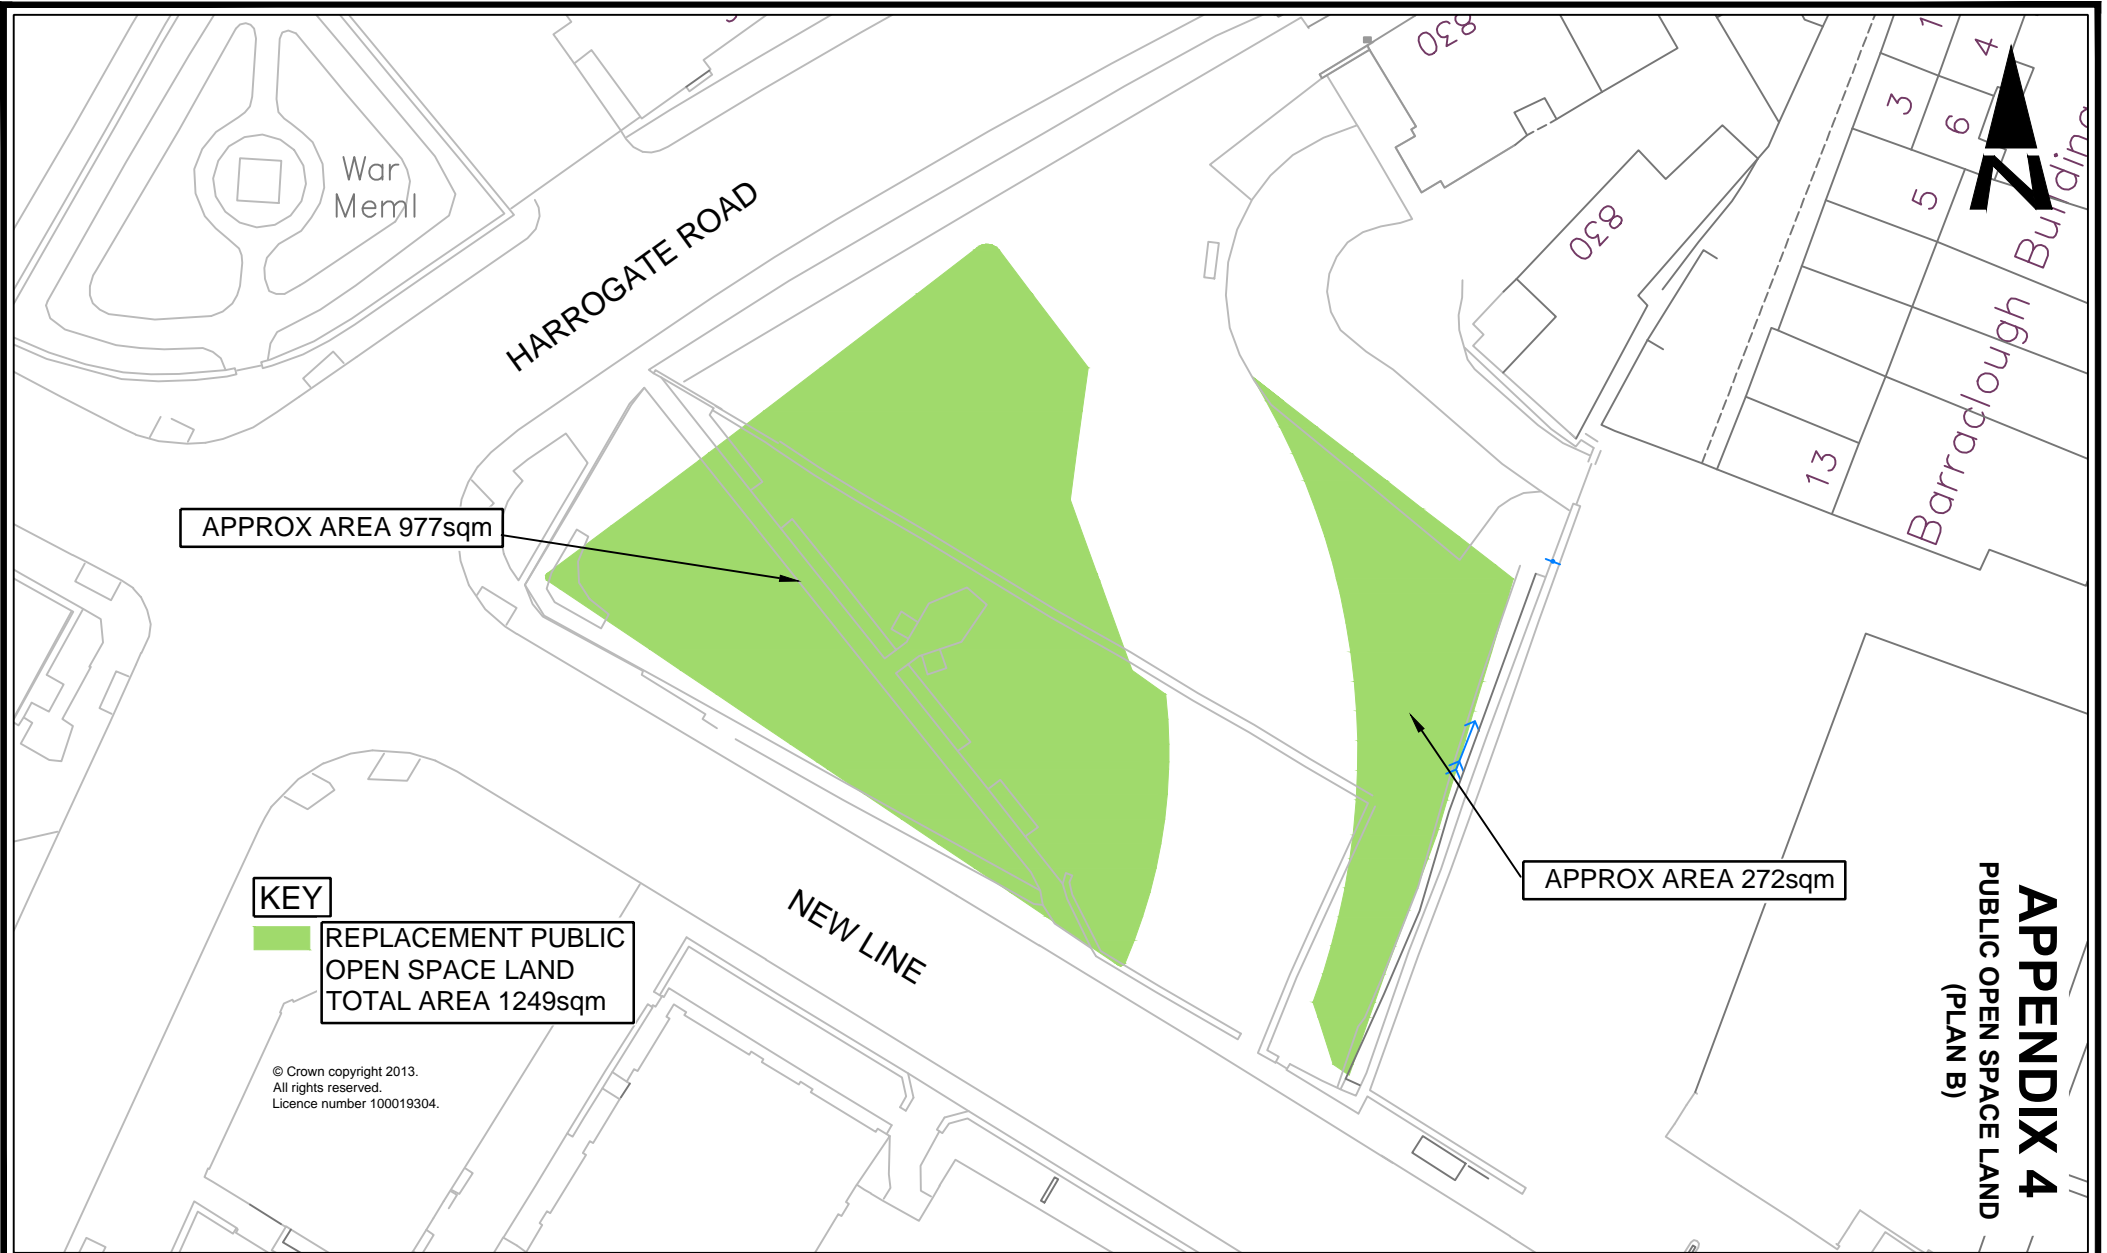 War
Meml
HARROGATE ROAD
830
830
1
4
3
6
5
13
Barraclough Buildings
N
APPROX AREA 977sqm
APPROX AREA 272sqm
NEW LINE
KEY
REPLACEMENT PUBLIC
OPEN SPACE LAND
TOTAL AREA 1249sqm
© Crown copyright 2013.
All rights reserved.
Licence number 100019304.
APPENDIX 4
PUBLIC OPEN SPACE LAND
(PLAN B)